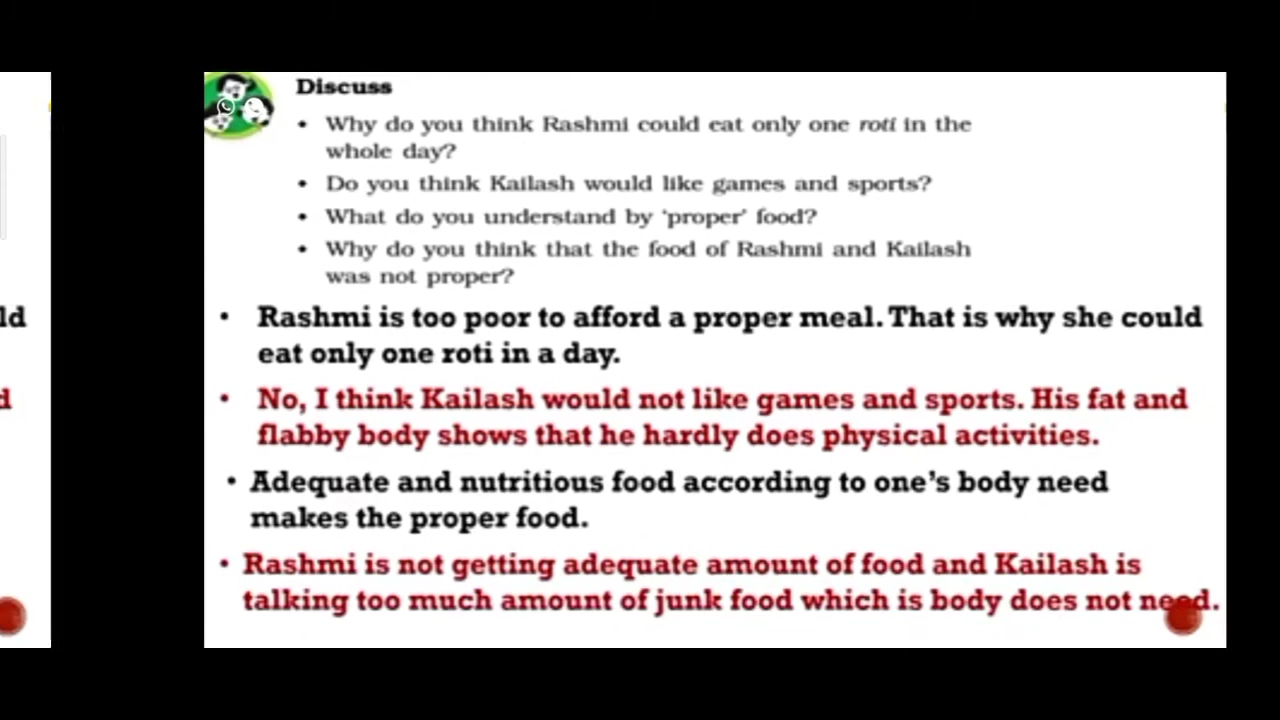 Discuss
• Why do you think Rashmi could eat only one roti in the
whole day?
• Do you think Kailash would like games and sports?
• What do you understand by ‘proper’ food?
• Why do you think that the food of Rashmi and Kailash
was not proper?
• Rashmi is too poor to afford a proper meal. That is why she could
eat only one roti in a day.
• No, I think Kailash would not like games and sports. His fat and
flabby body shows that he hardly does physical activities.
• Adequate and nutritious food according to one’s body need
makes the proper food.
• Rashmi is not getting adequate amount of food and Kailash is
talking too much amount of junk food which is body does not need.
ld
d